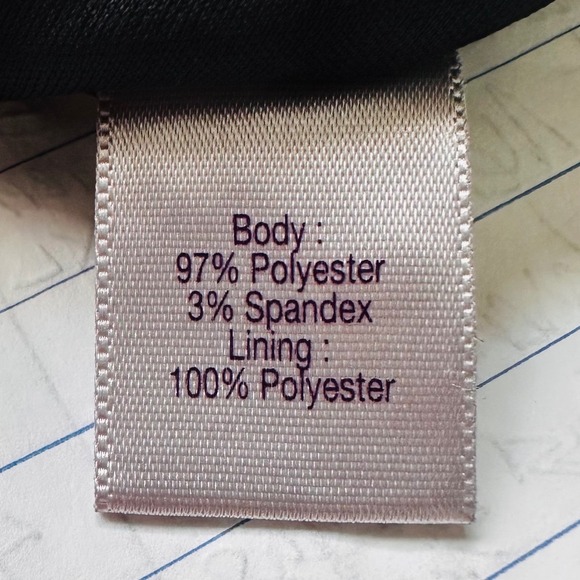 Body :
97% Polyester
3% Spandex
Lining :
100% Polyester